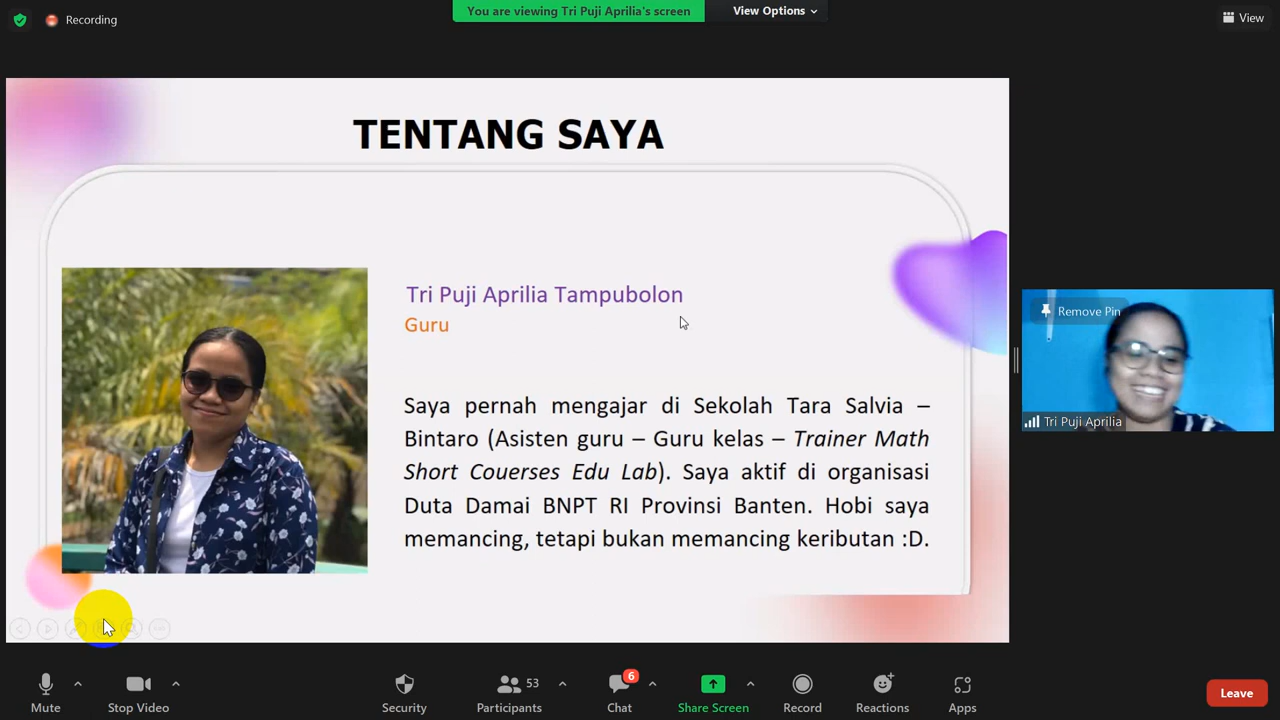 Recording
You are viewing Tri Puji Aprilia's screen
View Options
View
TENTANG SAYA
Tri Puji Aprilia Tampubolon
Guru
Saya pernah mengajar di Sekolah Tara Salvia –
Bintaro (Asisten guru – Guru kelas – Trainer Math
Short Couerses Edu Lab). Saya aktif di organisasi
Duta Damai BNPT RI Provinsi Banten. Hobi saya
memancing, tetapi bukan memancing keributan :D.
Remove Pin
Tri Puji Aprilia
Mute
Stop Video
Security
53
Participants
6
Chat
Share Screen
Record
Reactions
Apps
Leave